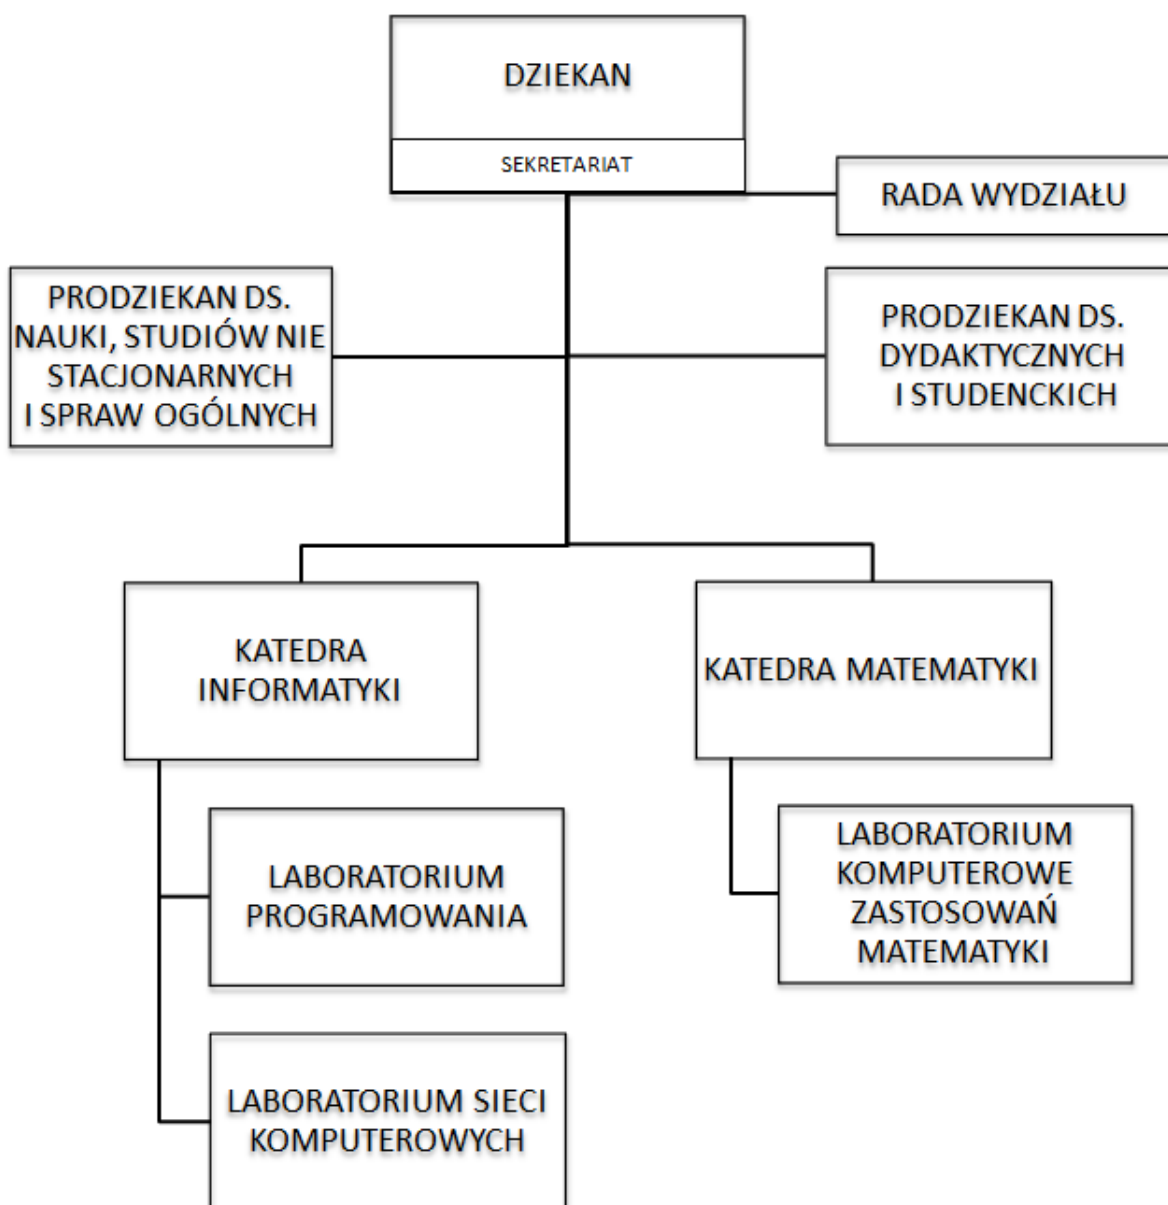 DZIEKAN
SEKRETARIAT
RADA WYDZIAŁU
PRODZIEKAN DS.
NAUKI, STUDIÓW NIE
STACJONARNYCH
I SPRAW OGÓLNYCH
PRODZIEKAN DS.
DYDAKTYCZNYCH
I STUDENCKICH
KATEDRA
INFORMATYKI
KATEDRA MATEMATYKI
LABORATORIUM
PROGRAMOWANIA
LABORATORIUM
KOMPUTEROWE
ZASTOSOWAŃ
MATEMATYKI
LABORATORIUM SIECI
KOMPUTEROWYCH